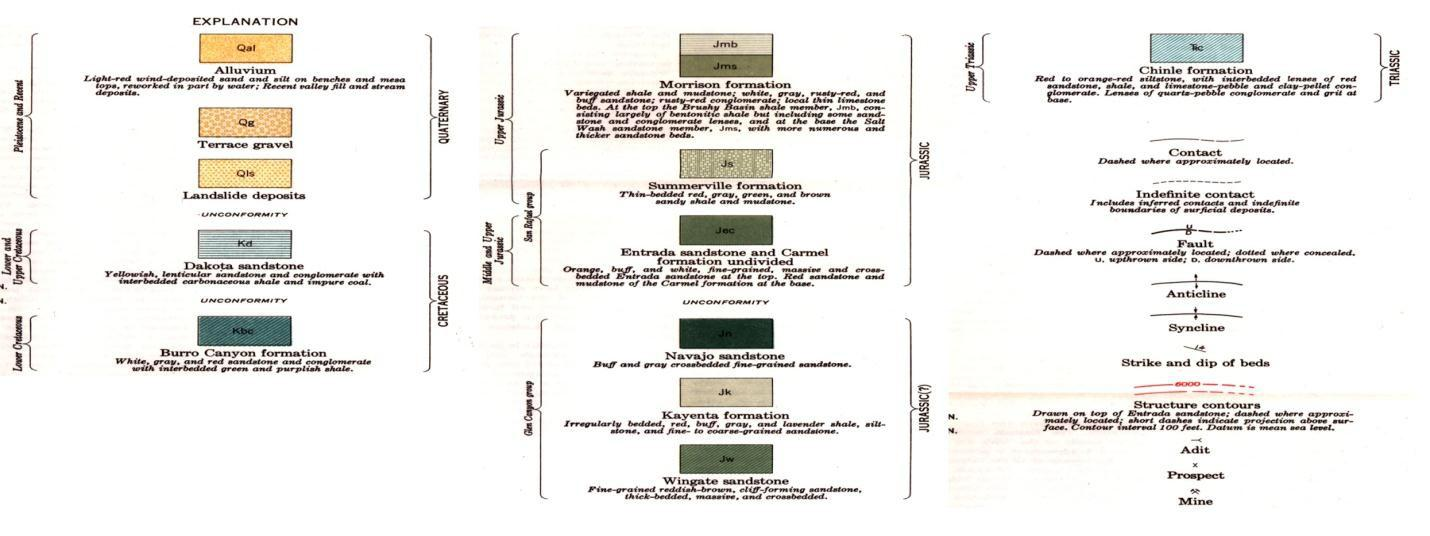 EXPLANATION
Qal
Alluvium
Light-red wind-deposited sand and silt on benches and mesa
tops, reworked in part by water; Recent valley fill and stream
deposits.
Qg
Terrace gravel
Qls
Landslide deposits
Pleistocene and Recent
QUATERNARY
UNCONFORMITY
Kd
Dakota sandstone
Yellowish, lenticular sandstone and conglomerate with
interbedded carbonaceous shale and impure coal.
Lower and
Upper Cretaceous
UNCONFORMITY
Kbc
Burro Canyon formation
White, gray, and red sandstone and conglomerate
with interbedded green and purplish shale.
Lower Cretaceous
CRETACEOUS
Jmb
Jms
Morrison formation
Variegated shale and mudstone; white, gray, rusty-red, and
buff sandstone; rusty-red conglomerate; local thin limestone
beds. At the top the Brushy Basin shale member, Jmb, con-
sisting largely of bentonitic shale but including some sand-
stone and conglomerate lenses, and at the base the Salt
Wash sandstone member, Jms, with more numerous and
thicker sandstone beds.
Upper Jurassic
Js
Summerville formation
Thin-bedded red, gray, green, and brown
sandy shale and mudstone.
San Rafael group
Jec
Entrada sandstone and Carmel
formation undivided
Orange, buff, and white, fine-grained, massive and cross-
bedded Entrada sandstone at the top. Red sandstone and
mudstone of the Carmel formation at the base.
Middle and Upper
Jurassic
JURASSIC
UNCONFORMITY
Jn
Navajo sandstone
Buff and gray crossbedded fine-grained sandstone.
Jk
Kayenta formation
Irregularly bedded, red, buff, gray, and lavender shale, silt-
stone, and fine- to coarse-grained sandstone.
Jw
Wingate sandstone
Fine-grained reddish-brown, cliff-forming sandstone,
thick-bedded, massive, and crossbedded.
Glen Canyon group
JURASSIC(?)
Upper Triassic
Chinle formation
Red to orange-red siltstone, with interbedded lenses of red
sandstone, shale, and limestone-pebble and clay-pellet con-
glomerate. Lenses of quartz-pebble conglomerate and grit at
base.
TRIASSIC
Contact
Dashed where approximately located.
Indefinite contact
Includes inferred contacts and indefinite
boundaries of surficial deposits.
U
D
Fault
Dashed where approximately located; dotted where concealed.
U, upthrown side; D, downthrown side.
Anticline
Syncline
14
Strike and dip of beds
6000
Structure contours
Drawn on top of Entrada sandstone; dashed where approxi-
mately located; short dashes indicate projection above sur-
face. Contour interval 100 feet. Datum is mean sea level.
Adit
Prospect
Mine
N.
N.